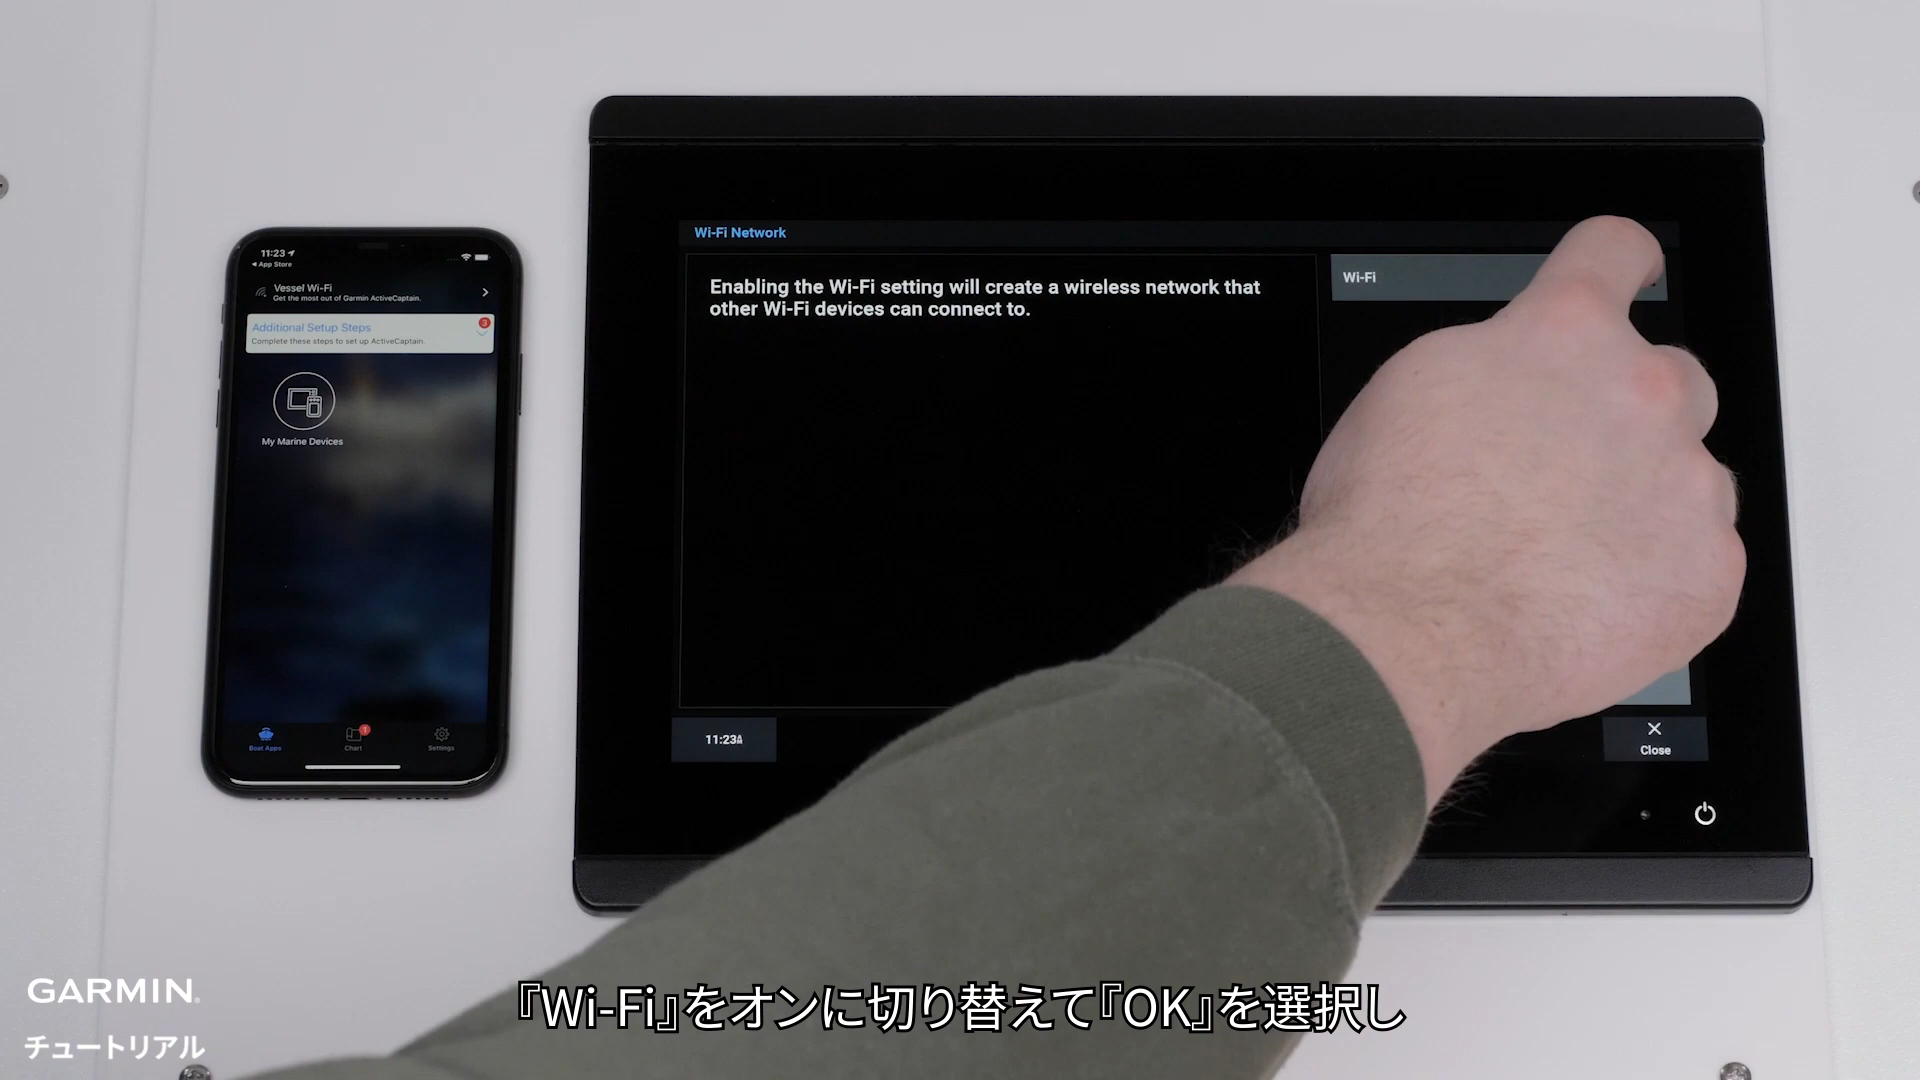 11:23
App Store
Vessel Wi-Fi
Get the most out of Garmin ActiveCaptain.
Additional Setup Steps
3
Complete these steps to set up ActiveCaptain.
My Marine Devices
Boat Apps
1
Chart
Settings
Wi-Fi Network
Enabling the Wi-Fi setting will create a wireless network that
other Wi-Fi devices can connect to.
Wi-Fi
11:23
Close
『Wi-Fi』をオンに切り替えて『OK』を選択し
GARMIN
チュートリアル